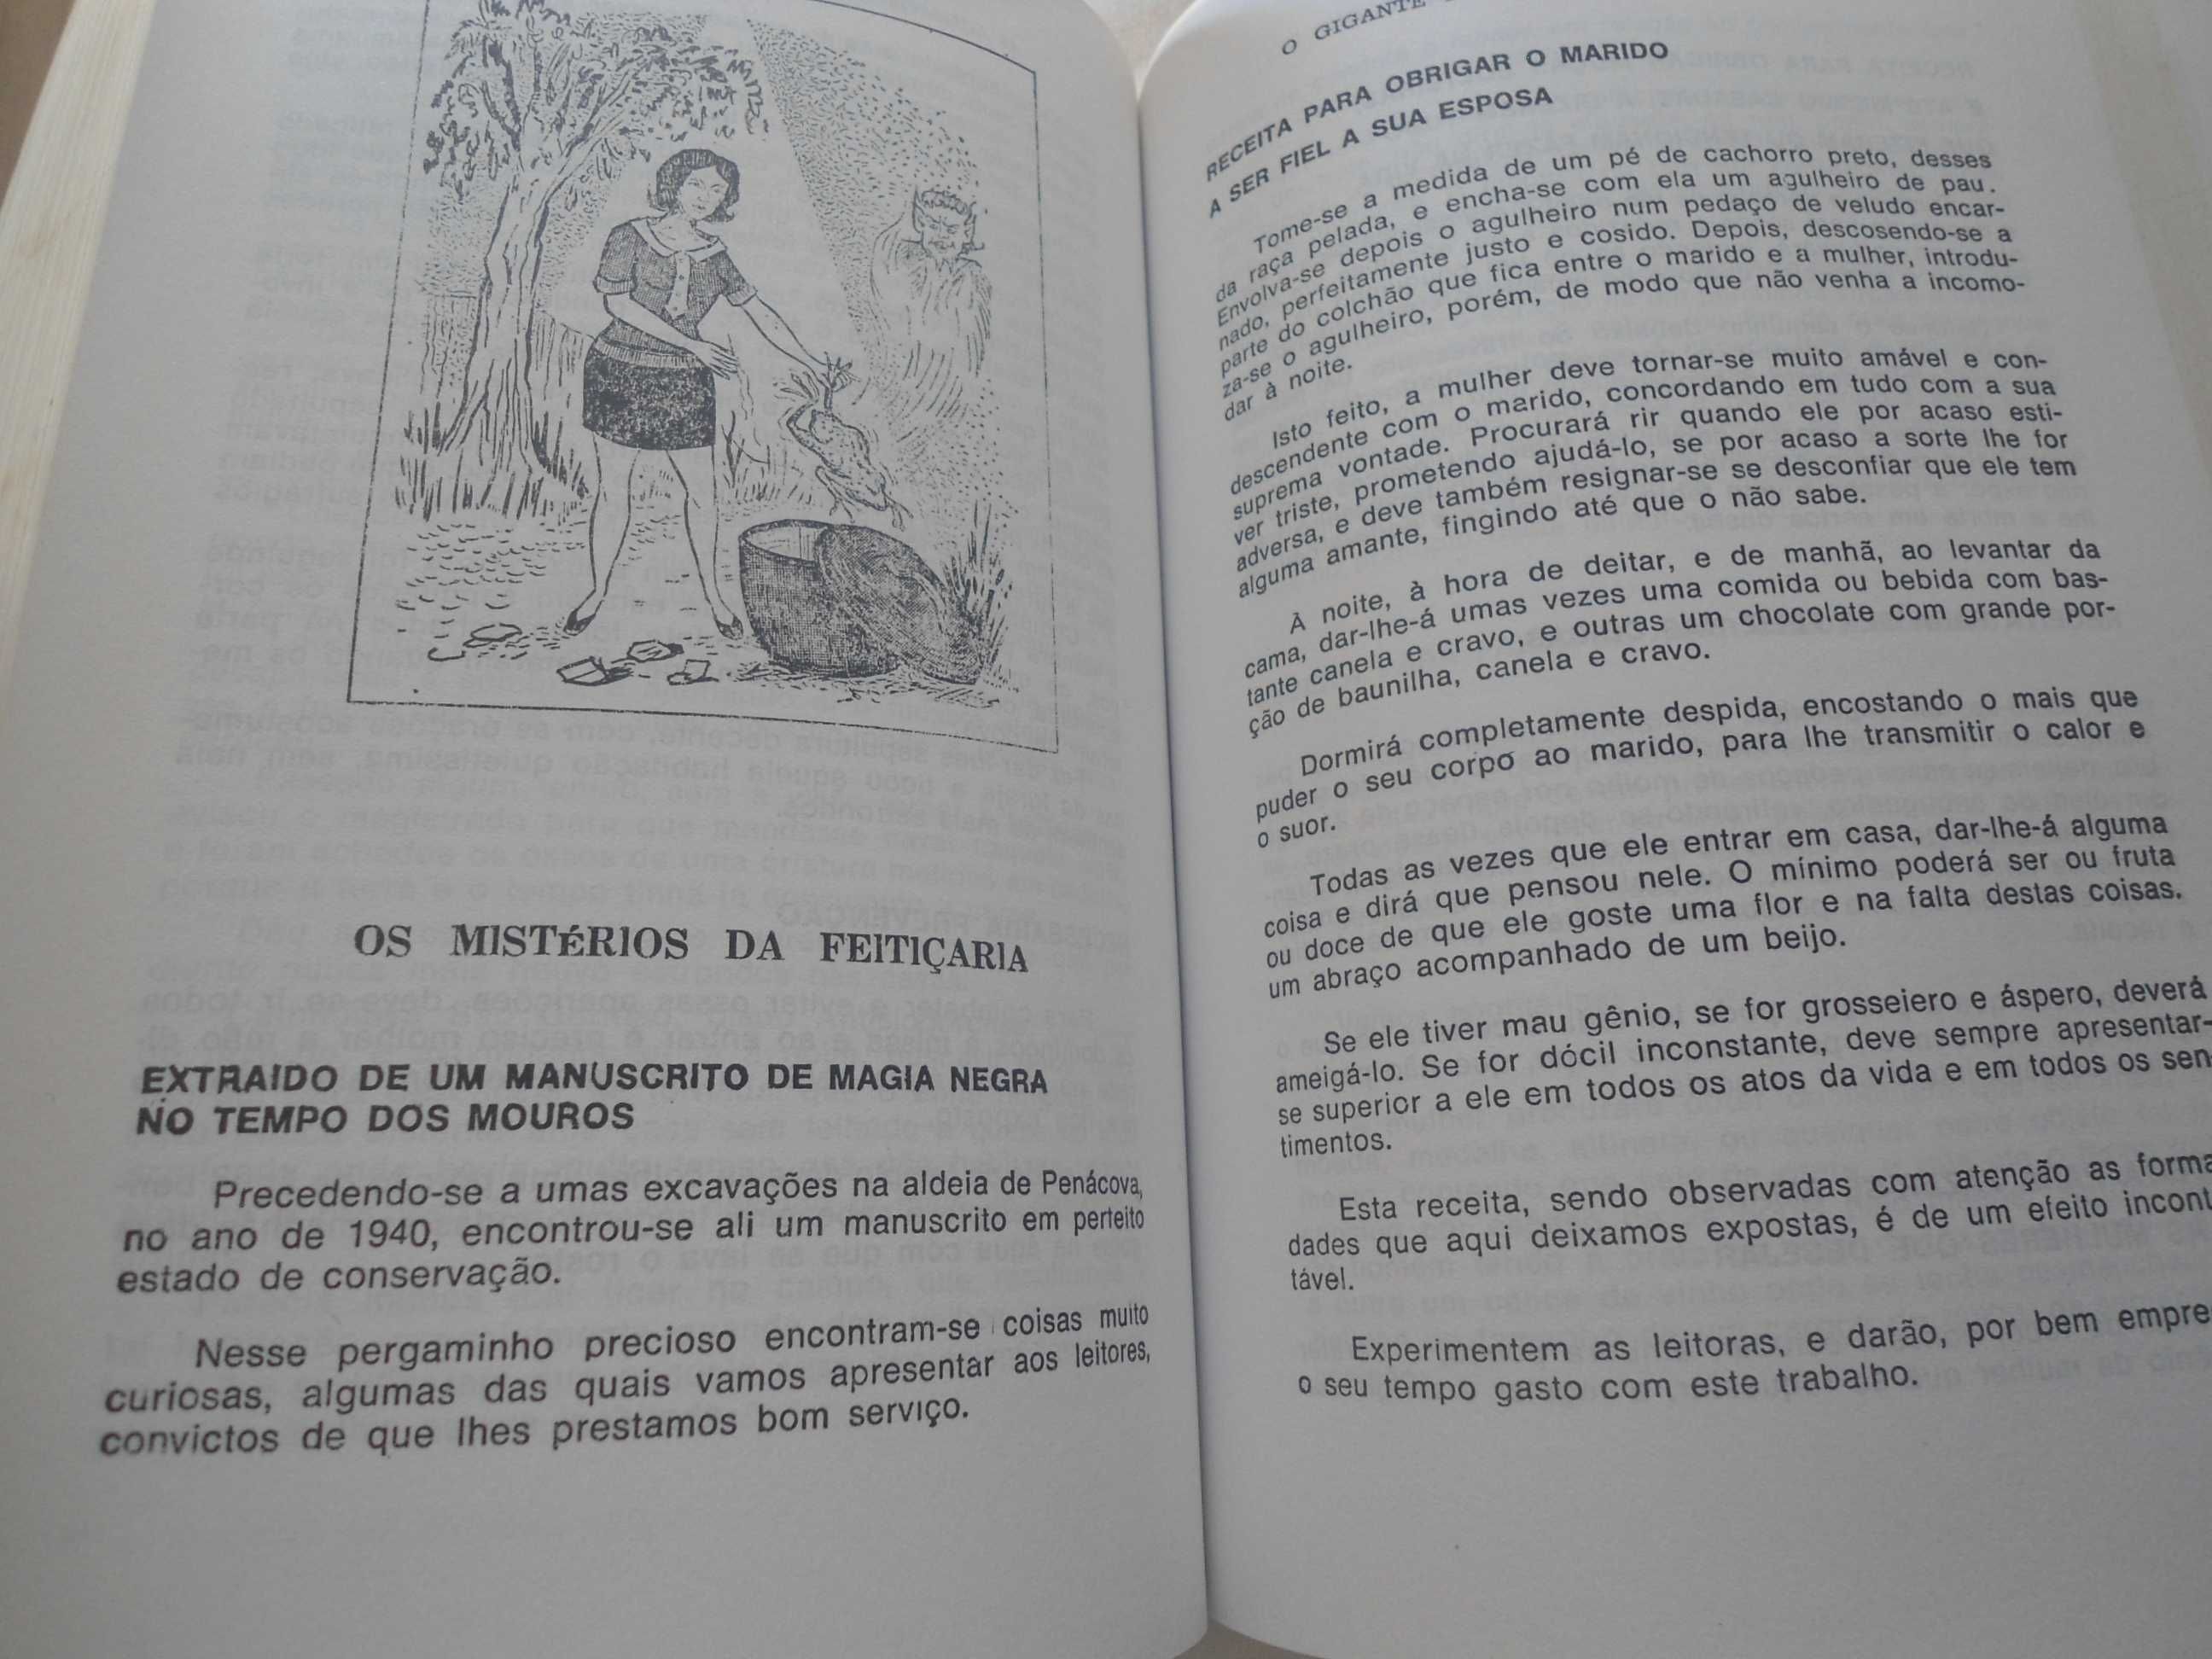 OS MISTÉRIOS DA FEITIÇARIA
EXTRAIDO DE UM MANUSCRITO DE MAGIA NEGRA
NO TEMPO DOS MOUROS
Precedendo-se a umas excavações na aldeia de Penácova,
no ano de 1940, encontrou-se ali um manuscrito em perteito
estado de conservação.
Nesse pergaminho precioso encontram-se coisas muito
curiosas, algumas das quais vamos apresentar aos leitores,
convictos de que lhes prestamos bom serviço.
O GIGANTE
RECEITA PARA OBRIGAR O MARIDO
A SER FIEL A SUA ESPOSA
Tome-se a medida de um pé de cachorro preto, desses
da raça pelada, e encha-se com ela um agulheiro de pau.
Envolva-se depois o agulheiro num pedaço de veludo encar-
nado, perfeitamente justo e cosido. Depois, descosendo-se a
parte do colchão que fica entre o marido e a mulher, introdu-
za-se o agulheiro, porém, de modo que não venha a incomo-
dar à noite.
Isto feito, a mulher deve tornar-se muito amável e con-
descendente com o marido, concordando em tudo com a sua
suprema vontade. Procurará rir quando ele por acaso esti-
ver triste, prometendo ajudá-lo, se por acaso a sorte lhe for
adversa, e deve também resignar-se se desconfiar que ele tem
alguma amante, fingindo até que o não sabe.
À noite, à hora de deitar, e de manhã, ao levantar da
cama, dar-lhe-á umas vezes uma comida ou bebida com bas-
tante canela e cravo, e outras um chocolate com grande por-
ção de baunilha, canela e cravo.
Dormirá completamente despida, encostando o mais que
puder o seu corpo ao marido, para lhe transmitir o calor e
o suor.
Todas as vezes que ele entrar em casa, dar-lhe-á alguma
coisa e dirá que pensou nele. O mínimo poderá ser ou fruta
ou doce de que ele goste uma flor e na falta destas coisas,
um abraço acompanhado de um beijo.
Se ele tiver mau gênio, se for grosseiero e áspero, deverá
ameigá-lo. Se for dócil inconstante, deve sempre apresentar-
se superior a ele em todos os atos da vida e em todos os sen-
timentos.
Esta receita, sendo observadas com atenção as forma
dades que aqui deixamos expostas, é de um efeito incont
tável.
Experimentem as leitoras, e darão, por bem empre
o seu tempo gasto com este trabalho.